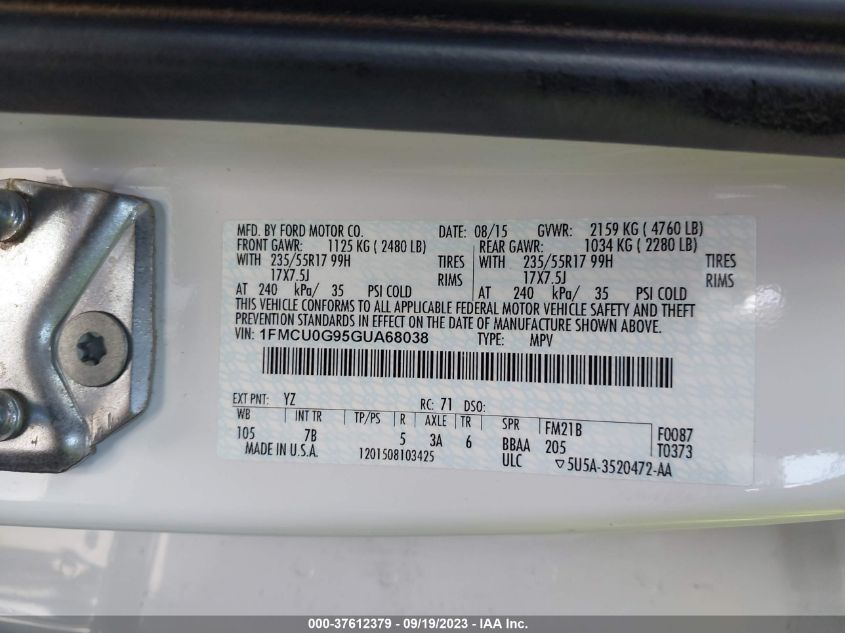 MFD. BY FORD MOTOR CO. DATE: 08/15 GVWR: 2159 KG ( 4760 LB)
FRONT GAWR: 1125 KG ( 2480 LB) REAR GAWR: 1034 KG ( 2280 LB)
WITH 235/55R17 99H TIRES WITH 235/55R17 99H TIRES
17X7.5J RIMS 17X7.5J RIMS
AT 240 kPa/ 35 PSI COLD AT 240 kPa/ 35 PSI COLD
THIS VEHICLE CONFORMS TO ALL APPLICABLE FEDERAL MOTOR VEHICLE SAFETY AND THEFT
PREVENTION STANDARDS IN EFFECT ON THE DATE OF MANUFACTURE SHOWN ABOVE.
VIN: 1FMCU0G95GUA68038 TYPE: MPV
EXT PNT: YZ RC: 71 DSO:
WB INT TR TP/PS R AXLE TR SPR FM21B F0087
105 7B 5 3A 6 BBAA 205 T0373
MADE IN U.S.A. 1201508103425 ULC ▽5U5A-3520472-AA
000-37612379 - 09/19/2023 - © IAA Inc.